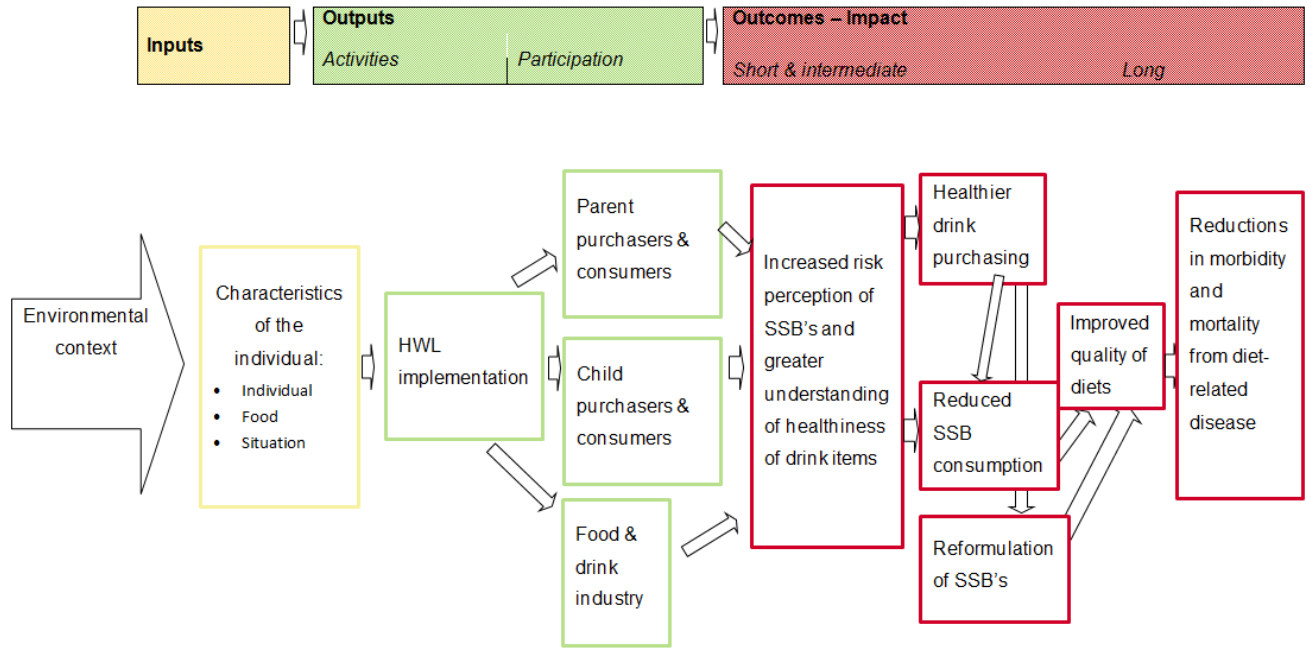 Inputs
Outputs
Activities
Participation
Outcomes – Impact
Short & intermediate
Long
Environmental
context
Characteristics
of the
individual:
• Individual
• Food
• Situation
HWL
implementation
Parent
purchasers &
consumers
Child
purchasers &
consumers
Food &
drink
industry
Increased risk
perception of
SSB's and
greater
understanding
of healthiness
of drink items
Healthier
drink
purchasing
Reduced
SSB
consumption
Reformulation
of SSB's
Improved
quality of
diets
Reductions
in morbidity
and
mortality
from diet-
related
disease